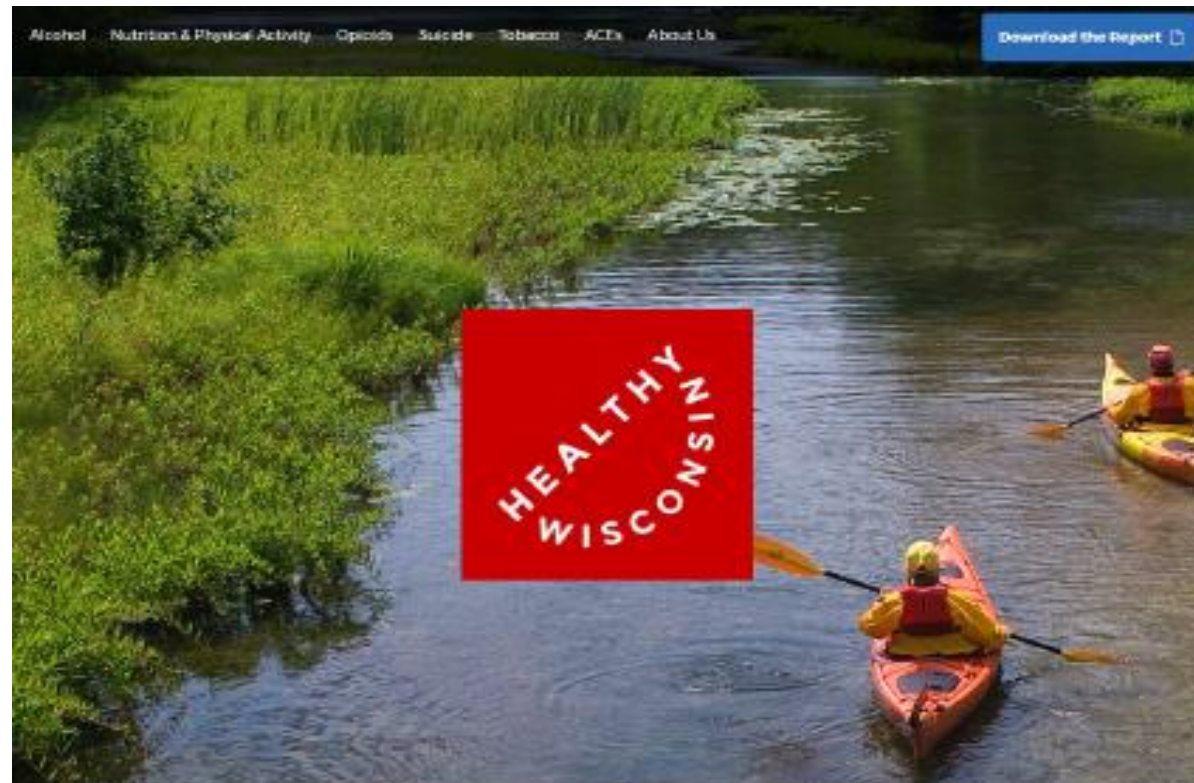 Alcohol Nutrition & Physical Activity Opioids Suicide Tobacco ACEs About Us Download the Report
HEALTHY
WISCONSIN